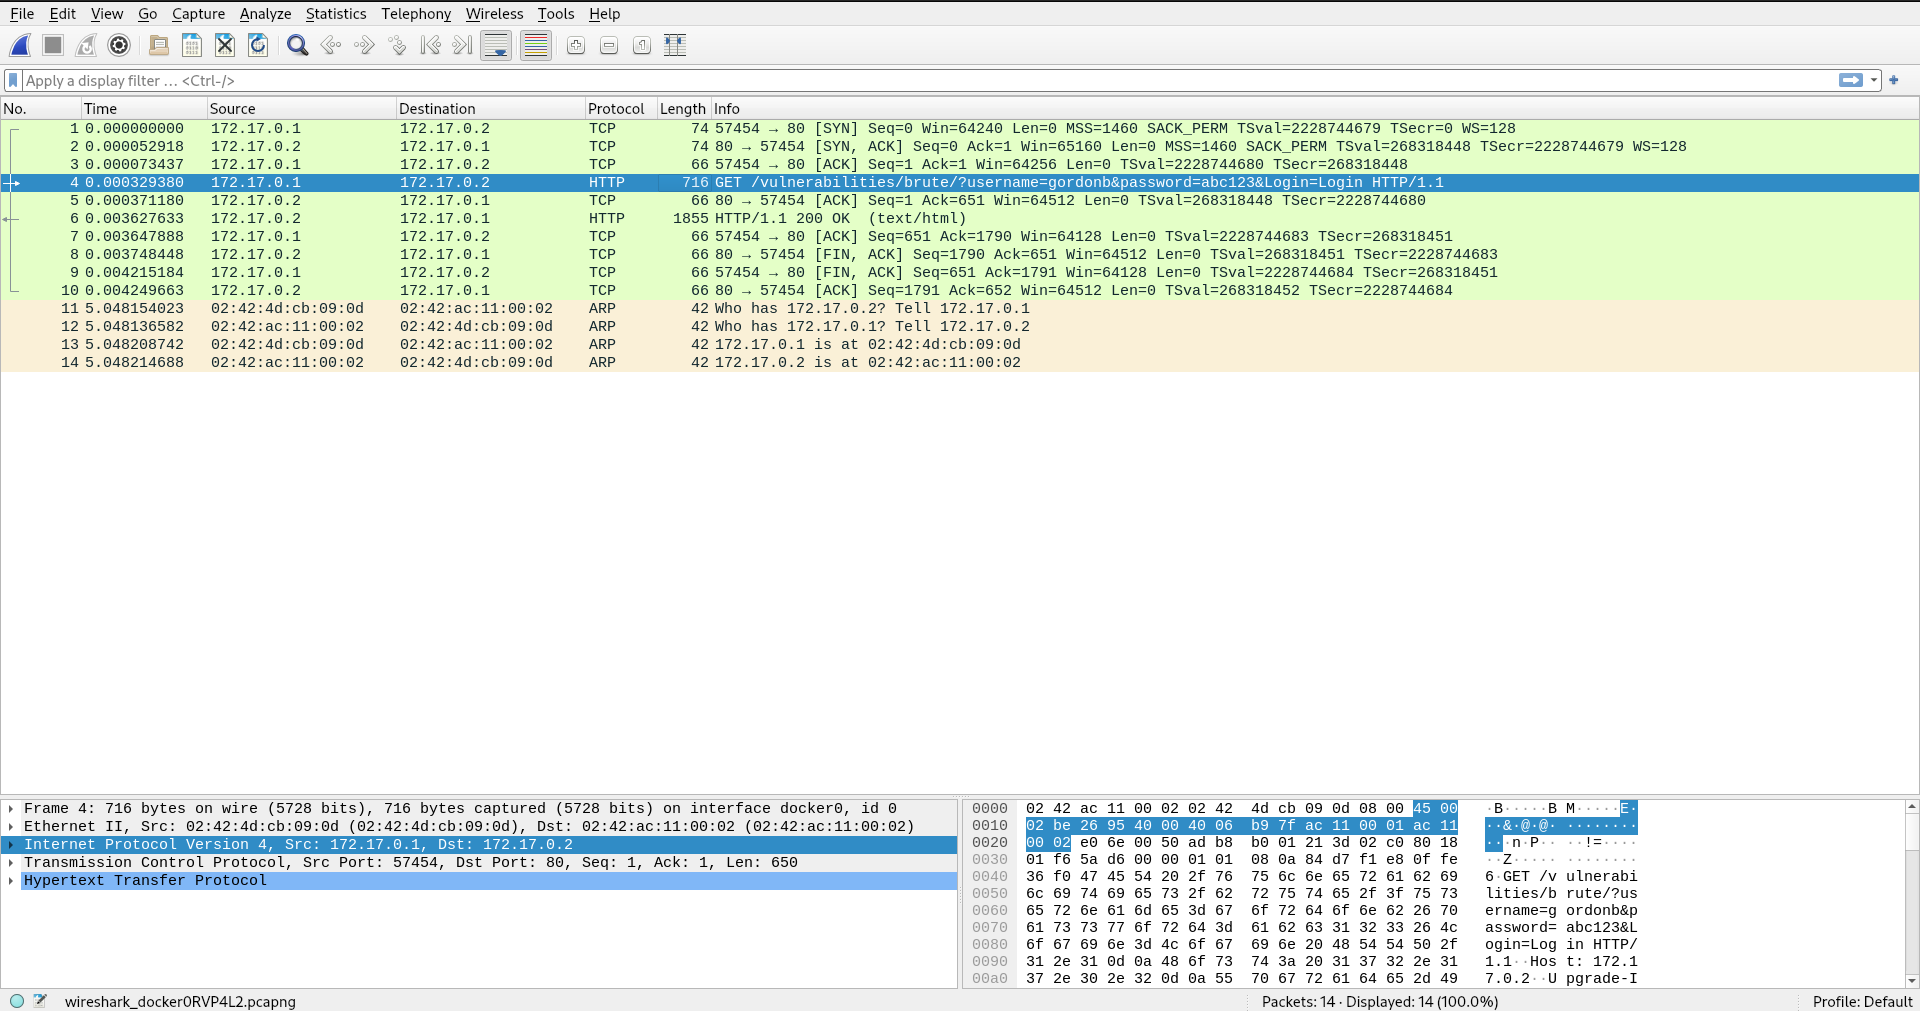 File Edit View Go Capture Analyze Statistics Telephony Wireless Tools Help
Apply a display filter … <Ctrl-/>
No. Time Source Destination Protocol Length Info
1 0.000000000 172.17.0.1 172.17.0.2 TCP 74 57454 → 80 [SYN] Seq=0 Win=64240 Len=0 MSS=1460 SACK_PERM TSval=2228744679 TSecr=0 WS=128
2 0.000052918 172.17.0.2 172.17.0.1 TCP 74 80 → 57454 [SYN, ACK] Seq=0 Ack=1 Win=65160 Len=0 MSS=1460 SACK_PERM TSval=268318448 TSecr=2228744679 WS=128
3 0.000073437 172.17.0.1 172.17.0.2 TCP 66 57454 → 80 [ACK] Seq=1 Ack=1 Win=64256 Len=0 TSval=2228744680 TSecr=268318448
4 0.000329380 172.17.0.1 172.17.0.2 HTTP 716 GET /vulnerabilities/brute/?username=gordonb&password=abc123&Login=Login HTTP/1.1
5 0.000371180 172.17.0.2 172.17.0.1 TCP 66 80 → 57454 [ACK] Seq=1 Ack=651 Win=64512 Len=0 TSval=268318448 TSecr=2228744680
6 0.003627633 172.17.0.2 172.17.0.1 HTTP 1855 HTTP/1.1 200 OK  (text/html)
7 0.003647888 172.17.0.1 172.17.0.2 TCP 66 57454 → 80 [ACK] Seq=651 Ack=1790 Win=64128 Len=0 TSval=2228744683 TSecr=268318451
8 0.003748448 172.17.0.2 172.17.0.1 TCP 66 80 → 57454 [FIN, ACK] Seq=1790 Ack=651 Win=64512 Len=0 TSval=268318451 TSecr=2228744683
9 0.004215184 172.17.0.1 172.17.0.2 TCP 66 57454 → 80 [FIN, ACK] Seq=651 Ack=1791 Win=64128 Len=0 TSval=2228744684 TSecr=268318451
10 0.004249663 172.17.0.2 172.17.0.1 TCP 66 80 → 57454 [ACK] Seq=1791 Ack=652 Win=64512 Len=0 TSval=268318452 TSecr=2228744684
11 5.048154023 02:42:4d:cb:09:0d 02:42:ac:11:00:02 ARP 42 Who has 172.17.0.2? Tell 172.17.0.1
12 5.048136582 02:42:ac:11:00:02 02:42:4d:cb:09:0d ARP 42 Who has 172.17.0.1? Tell 172.17.0.2
13 5.048208742 02:42:4d:cb:09:0d 02:42:ac:11:00:02 ARP 42 172.17.0.1 is at 02:42:4d:cb:09:0d
14 5.048214688 02:42:ac:11:00:02 02:42:4d:cb:09:0d ARP 42 172.17.0.2 is at 02:42:ac:11:00:02
Frame 4: 716 bytes on wire (5728 bits), 716 bytes captured (5728 bits) on interface docker0, id 0
Ethernet II, Src: 02:42:4d:cb:09:0d (02:42:4d:cb:09:0d), Dst: 02:42:ac:11:00:02 (02:42:ac:11:00:02)
Internet Protocol Version 4, Src: 172.17.0.1, Dst: 172.17.0.2
Transmission Control Protocol, Src Port: 57454, Dst Port: 80, Seq: 1, Ack: 1, Len: 650
Hypertext Transfer Protocol
0000 02 42 ac 11 00 02 02 42 4d cb 09 0d 08 00 45 00 ·B·····B M·····E·
0010 02 be 26 95 40 00 40 06 b9 7f ac 11 00 01 ac 11 ··&·@·@· ········
0020 00 02 e0 6e 00 50 ad b8 b0 01 21 3d 02 c0 80 18 ···n·P·· ··!=····
0030 01 f6 5a d6 00 00 01 01 08 0a 84 d7 f1 e8 0f fe ··Z····· ········
0040 36 f0 47 45 54 20 2f 76 75 6c 6e 65 72 61 62 69 6·GET /v ulnerabi
0050 6c 69 74 69 65 73 2f 62 72 75 74 65 2f 3f 75 73 lities/b rute/?us
0060 65 72 6e 61 6d 65 3d 67 6f 72 64 6f 6e 62 26 70 ername=g ordonb&p
0070 61 73 73 77 6f 72 64 3d 61 62 63 31 32 33 26 4c assword= abc123&L
0080 6f 67 69 6e 3d 4c 6f 67 69 6e 20 48 54 54 50 2f ogin=Log in HTTP/
0090 31 2e 31 0d 0a 48 6f 73 74 3a 20 31 37 32 2e 31 1.1··Hos t: 172.1
00a0 37 2e 30 2e 32 0d 0a 55 70 67 72 61 64 65 2d 49 7.0.2··U pgrade-I
wireshark_docker0RVP4L2.pcapng
Packets: 14 · Displayed: 14 (100.0%)
Profile: Default